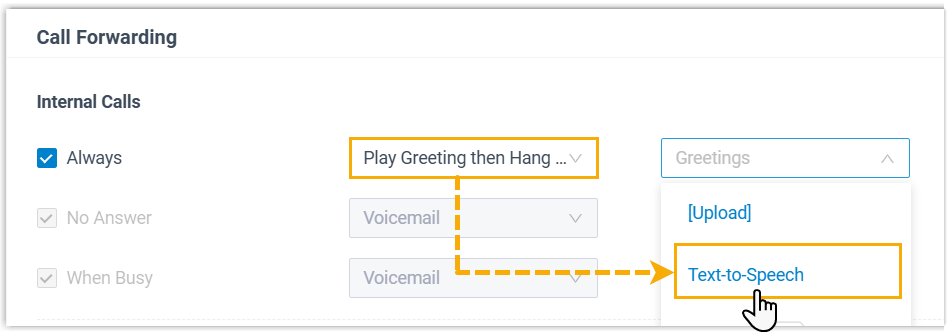 Call Forwarding
Internal Calls
Always
Play Greeting then Hang ...
Greetings
[Upload]
No Answer
Voicemail
Text-to-Speech
When Busy
Voicemail